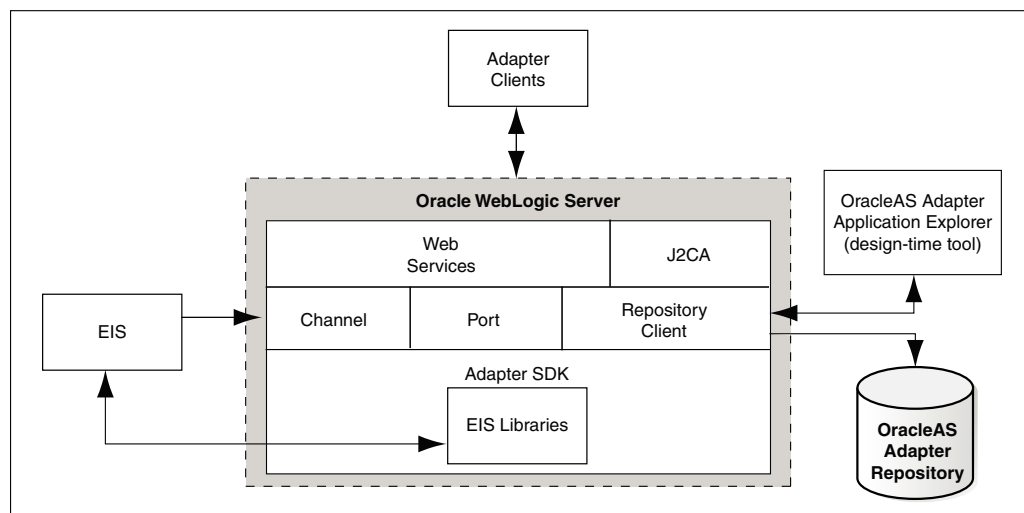 Adapter
Clients
Oracle WebLogic Server
Web
Services
J2CA
OracleAS Adapter
Application Explorer
(design-time tool)
EIS
Channel
Port
Repository
Client
Adapter SDK
EIS Libraries
OracleAS
Adapter
Repository